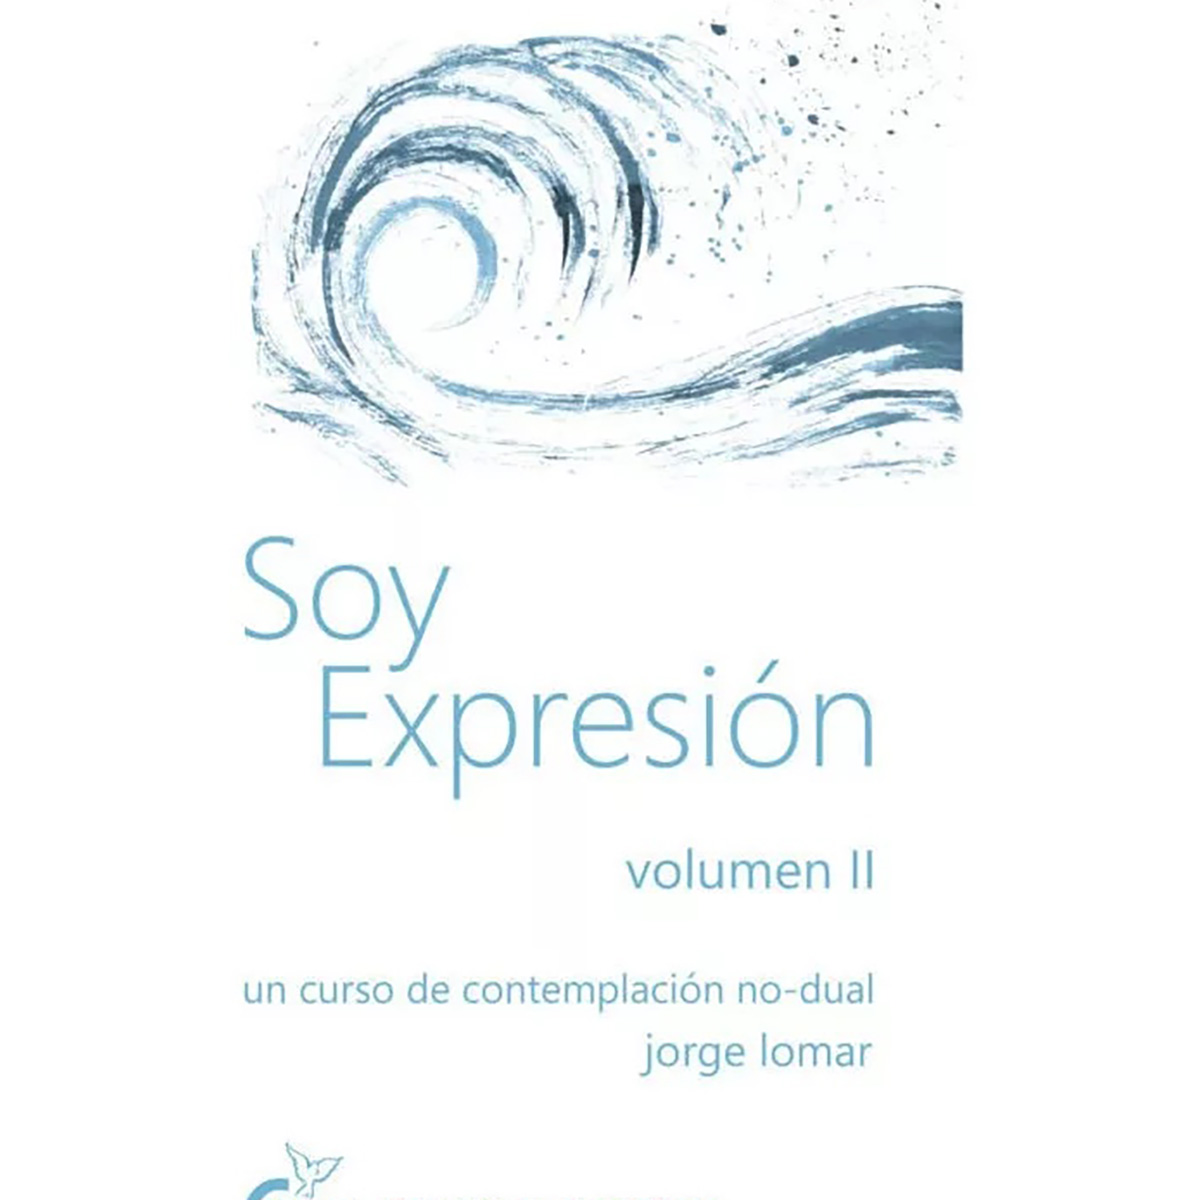 Soy
Expresión
volumen II
un curso de contemplación no-dual
jorge lomar